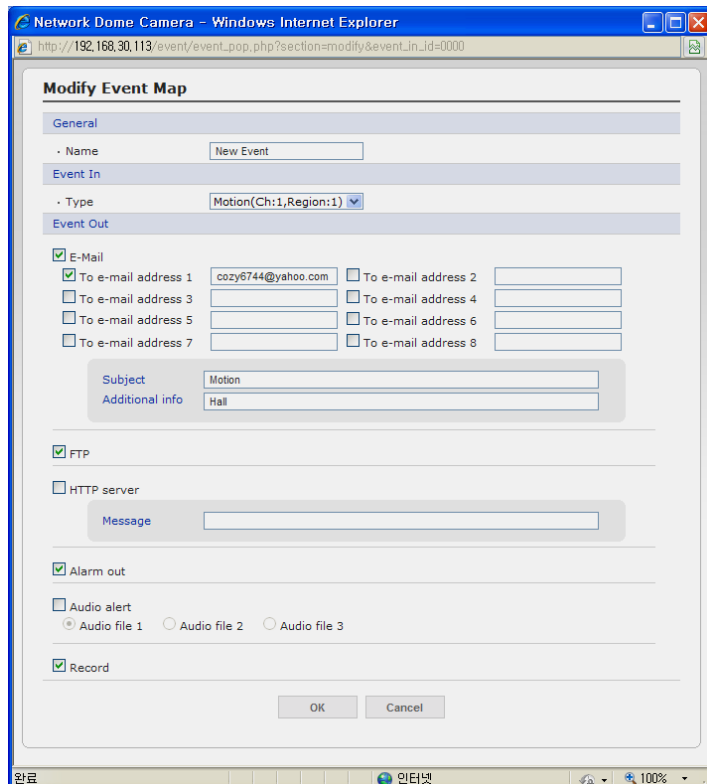 Network Dome Camera - Windows Internet Explorer
http://192,168,30,113/event/event_pop,php?section=modify&event_in_id=0000
Modify Event Map
General
· Name New Event
Event In
· Type Motion(Ch:1,Region:1)
Event Out
E-Mail
To e-mail address 1 cozy6744@yahoo.com To e-mail address 2
To e-mail address 3 To e-mail address 4
To e-mail address 5 To e-mail address 6
To e-mail address 7 To e-mail address 8
Subject Motion
Additional info Hall
FTP
HTTP server
Message
Alarm out
Audio alert
Audio file 1 Audio file 2 Audio file 3
Record
OK Cancel
완료 인터넷 100%